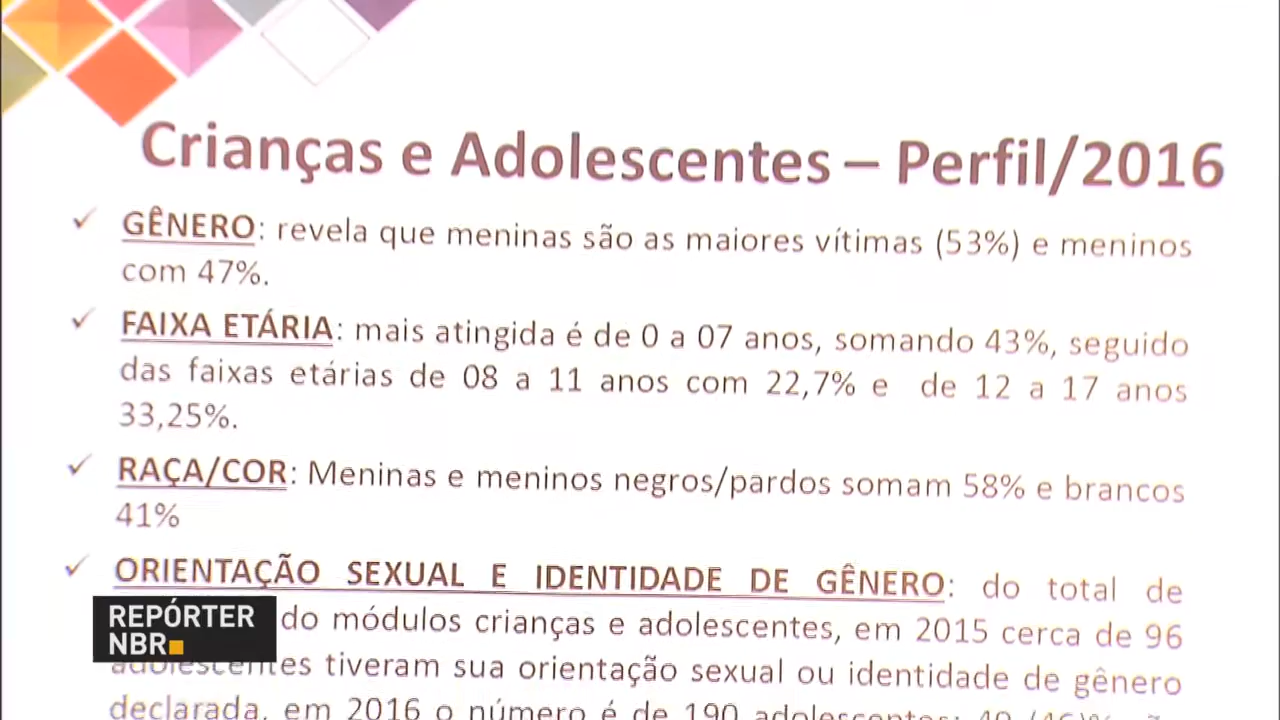 Crianças e Adolescentes – Perfil/2016
✓ GÊNERO: revela que meninas são as maiores vítimas (53%) e meninos
com 47%.
✓ FAIXA ETÁRIA: mais atingida é de 0 a 07 anos, somando 43%, seguido
das faixas etárias de 08 a 11 anos com 22,7% e de 12 a 17 anos
33,25%.
✓ RAÇA/COR: Meninas e meninos negros/pardos somam 58% e brancos
41%
✓ ORIENTAÇÃO SEXUAL E IDENTIDADE DE GÊNERO: do total de
do módulos crianças e adolescentes, em 2015 cerca de 96
adolescentes tiveram sua orientação sexual ou identidade de gênero
declarada, em 2016 o número é de 190 adolescentes:
REPÓRTER
NBR